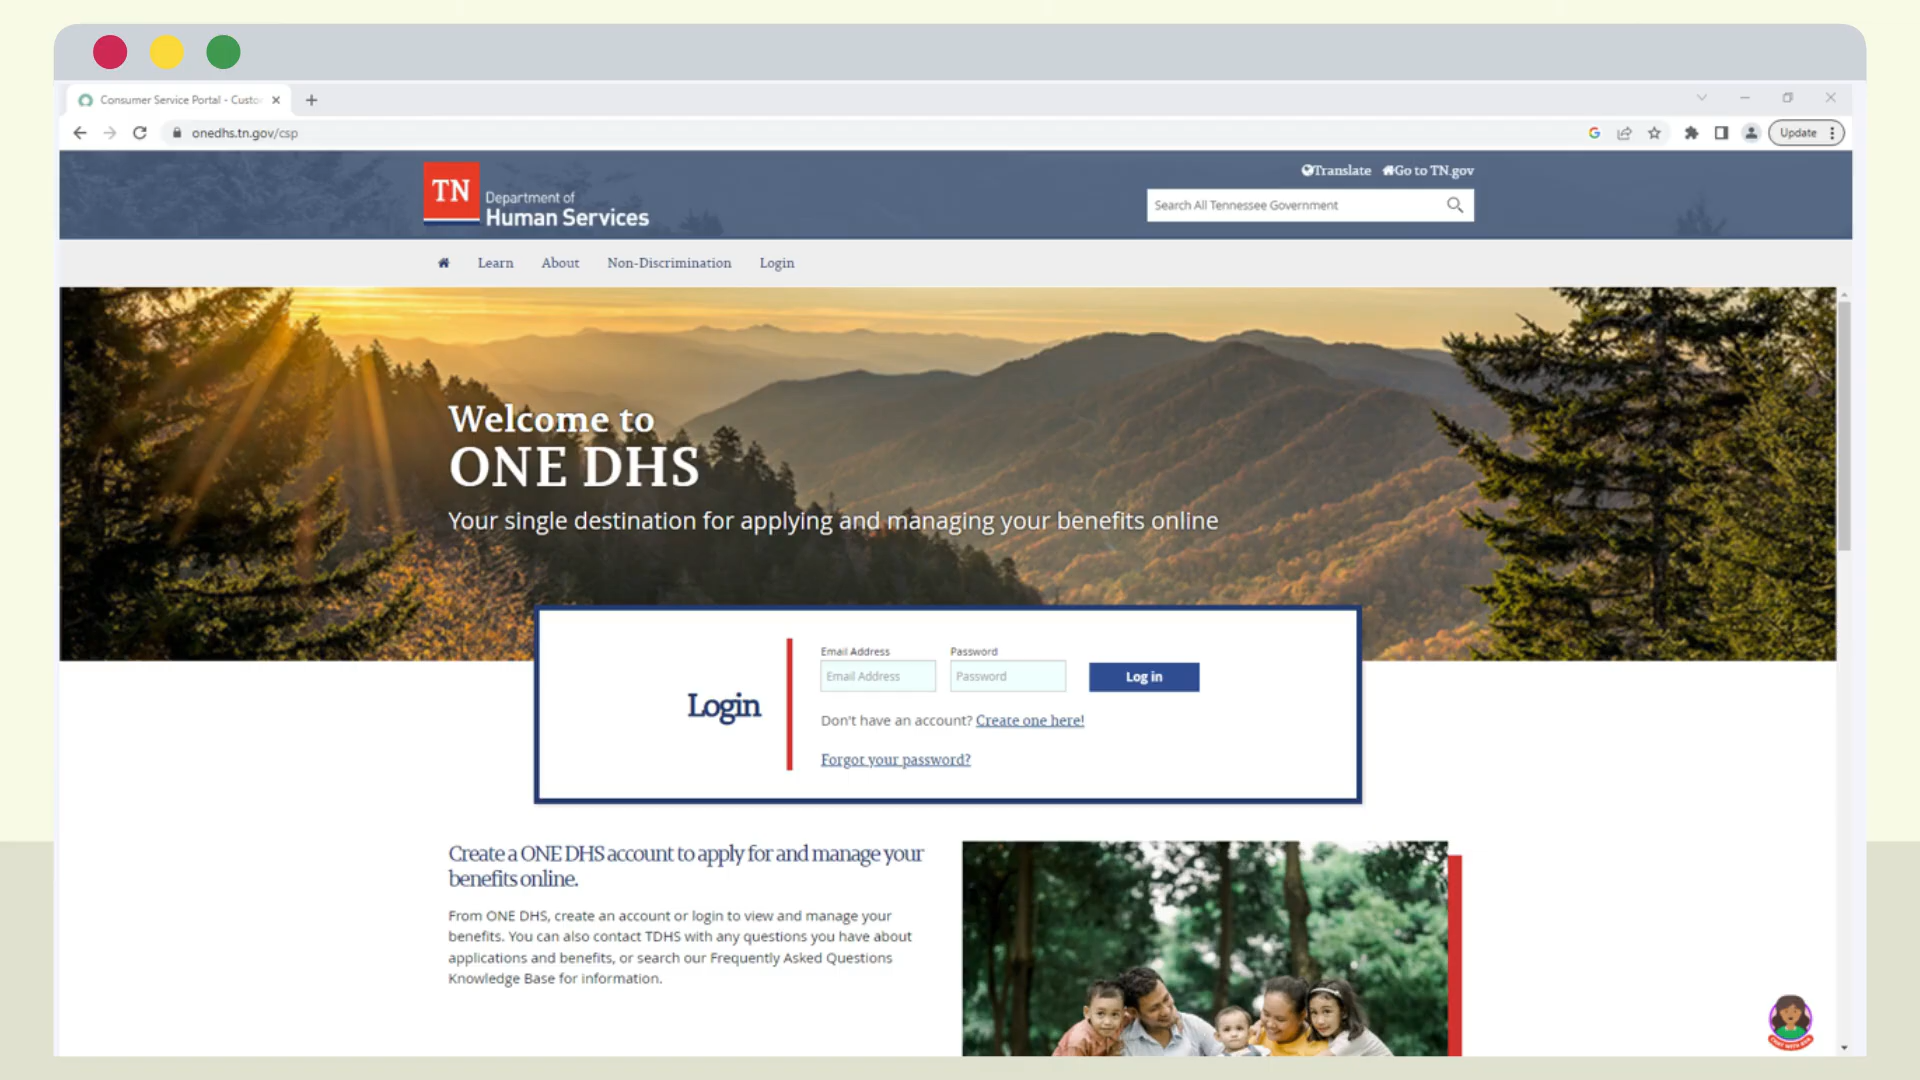 Consumer Service Portal - Custo
onedhs.tn.gov/csp
Update
TN Department of
Human Services
Translate Go to TN.gov
Search All Tennessee Government
Learn About Non-Discrimination Login
Welcome to
ONE DHS
Your single destination for applying and managing your benefits online
Login
Email Address Password
Email Address Password Log in
Don't have an account? Create one here!
Forgot your password?
Create a ONE DHS account to apply for and manage your
benefits online.
From ONE DHS, create an account or login to view and manage your
benefits. You can also contact TDHS with any questions you have about
applications and benefits, or search our Frequently Asked Questions
Knowledge Base for information.